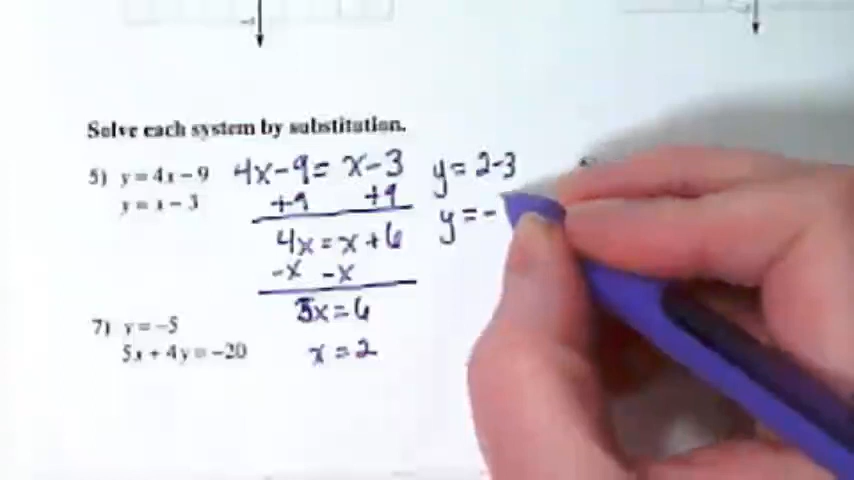 Solve each system by substitution.
5) y = 4x − 9
y = x − 3
4x-9= x-3
+9 +9
4x = x + 6
-x -x
3x = 6
x = 2
y = 2-3
y = -
7) y = −5
5x + 4y = −20